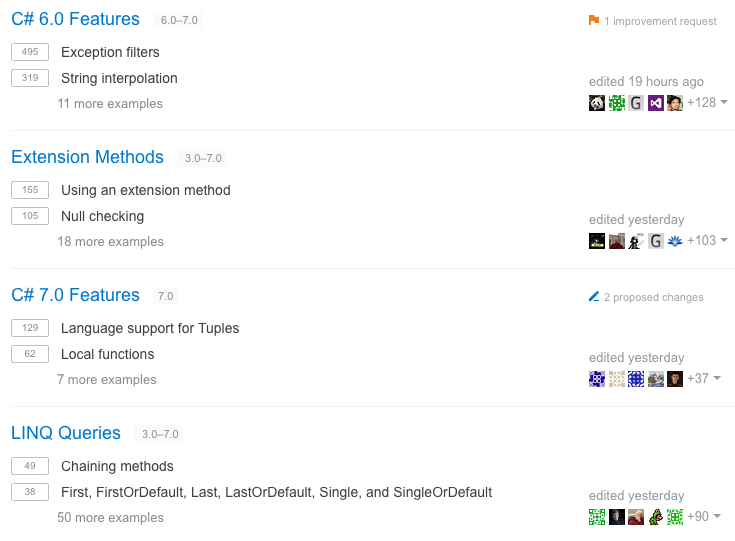 C# 6.0 Features 6.0–7.0
1 improvement request
495 Exception filters
319 String interpolation
edited 19 hours ago
11 more examples
G
+128
Extension Methods 3.0–7.0
155 Using an extension method
105 Null checking
edited yesterday
18 more examples
G
+103
C# 7.0 Features 7.0
2 proposed changes
129 Language support for Tuples
62 Local functions
edited yesterday
7 more examples
+37
LINQ Queries 3.0–7.0
49 Chaining methods
38 First, FirstOrDefault, Last, LastOrDefault, Single, and SingleOrDefault
edited yesterday
50 more examples
+90